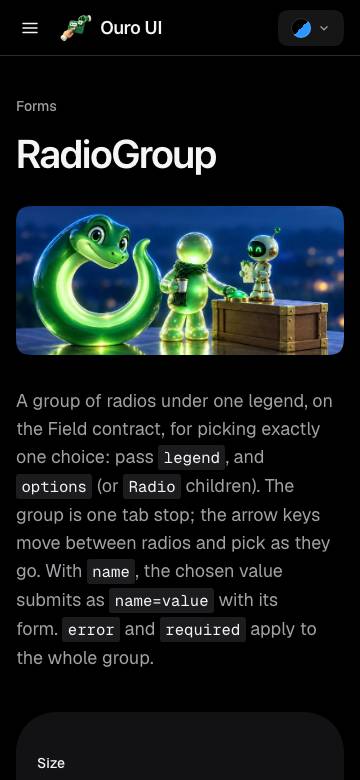 Ouro UI
Forms
RadioGroup
A group of radios under one legend, on
the Field contract, for picking exactly
one choice: pass legend, and
options (or Radio children). The
group is one tab stop; the arrow keys
move between radios and pick as they
go. With name, the chosen value
submits as name=value with its
form. error and required apply to
the whole group.
Size